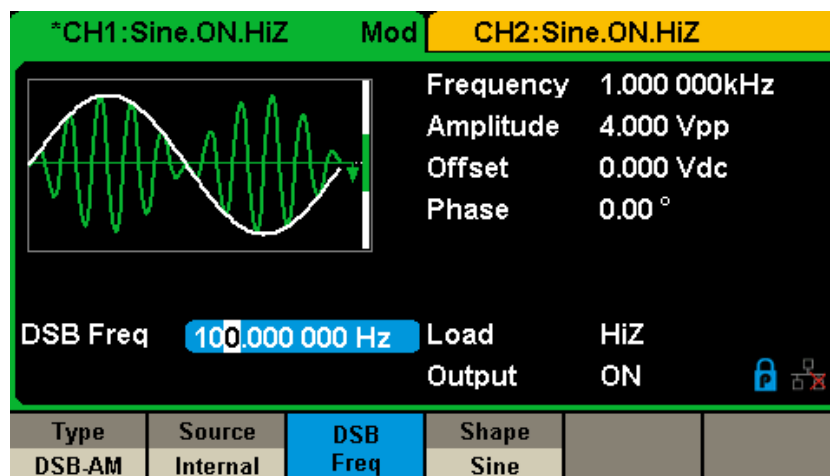 *CH1:Sine.ON.HiZ Mod CH2:Sine.ON.HiZ
Frequency 1.000 000kHz
Amplitude 4.000 Vpp
Offset 0.000 Vdc
Phase 0.00 °
DSB Freq 100.000 000 Hz Load HiZ
Output ON P
Type Source DSB Shape
DSB-AM Internal Freq Sine